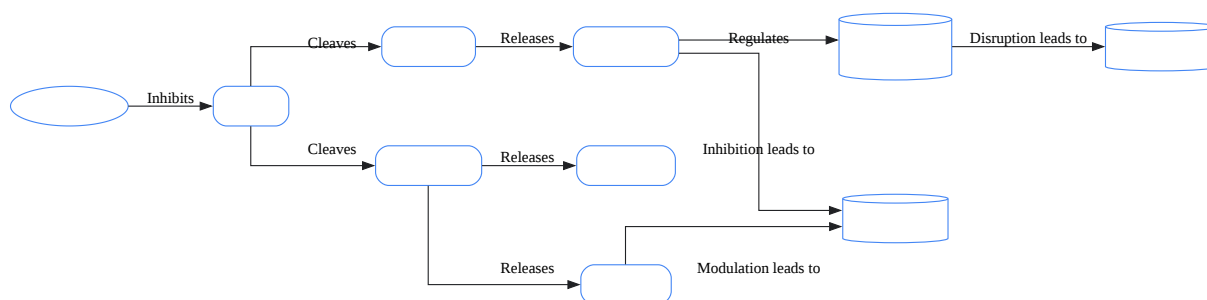 Cleaves
Releases
Regulates
Disruption leads to
Inhibits
Cleaves
Releases
Inhibition leads to
Releases
Modulation leads to